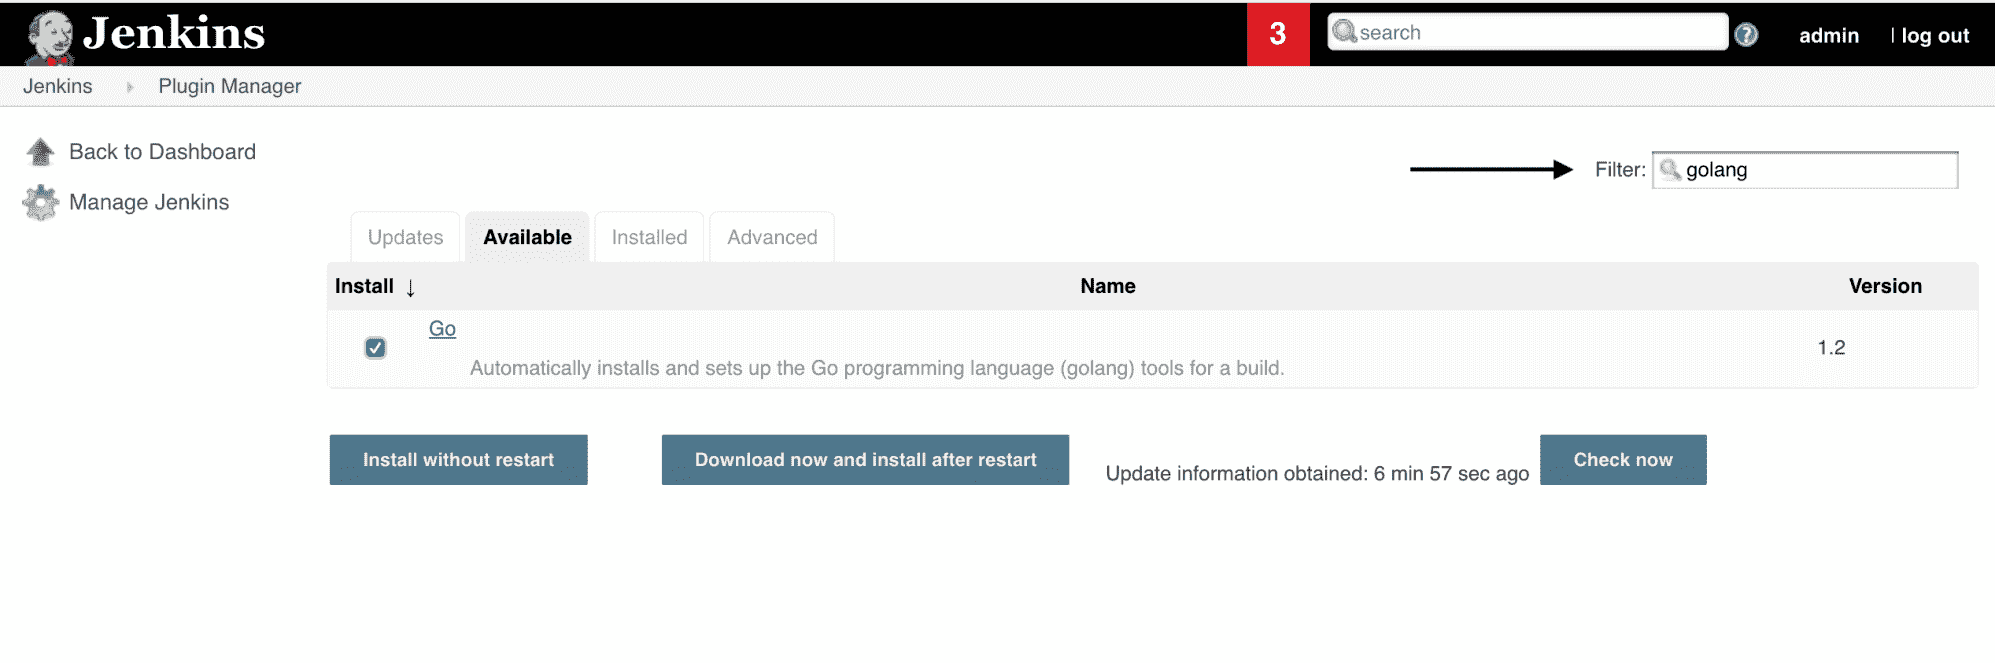 Jenkins
3
search
?
admin
| log out
Jenkins
Plugin Manager
Back to Dashboard
Manage Jenkins
Filter: golang
Updates
Available
Installed
Advanced
Install ↓
Name
Version
Go
Automatically installs and sets up the Go programming language (golang) tools for a build.
1.2
Install without restart
Download now and install after restart
Update information obtained: 6 min 57 sec ago
Check now